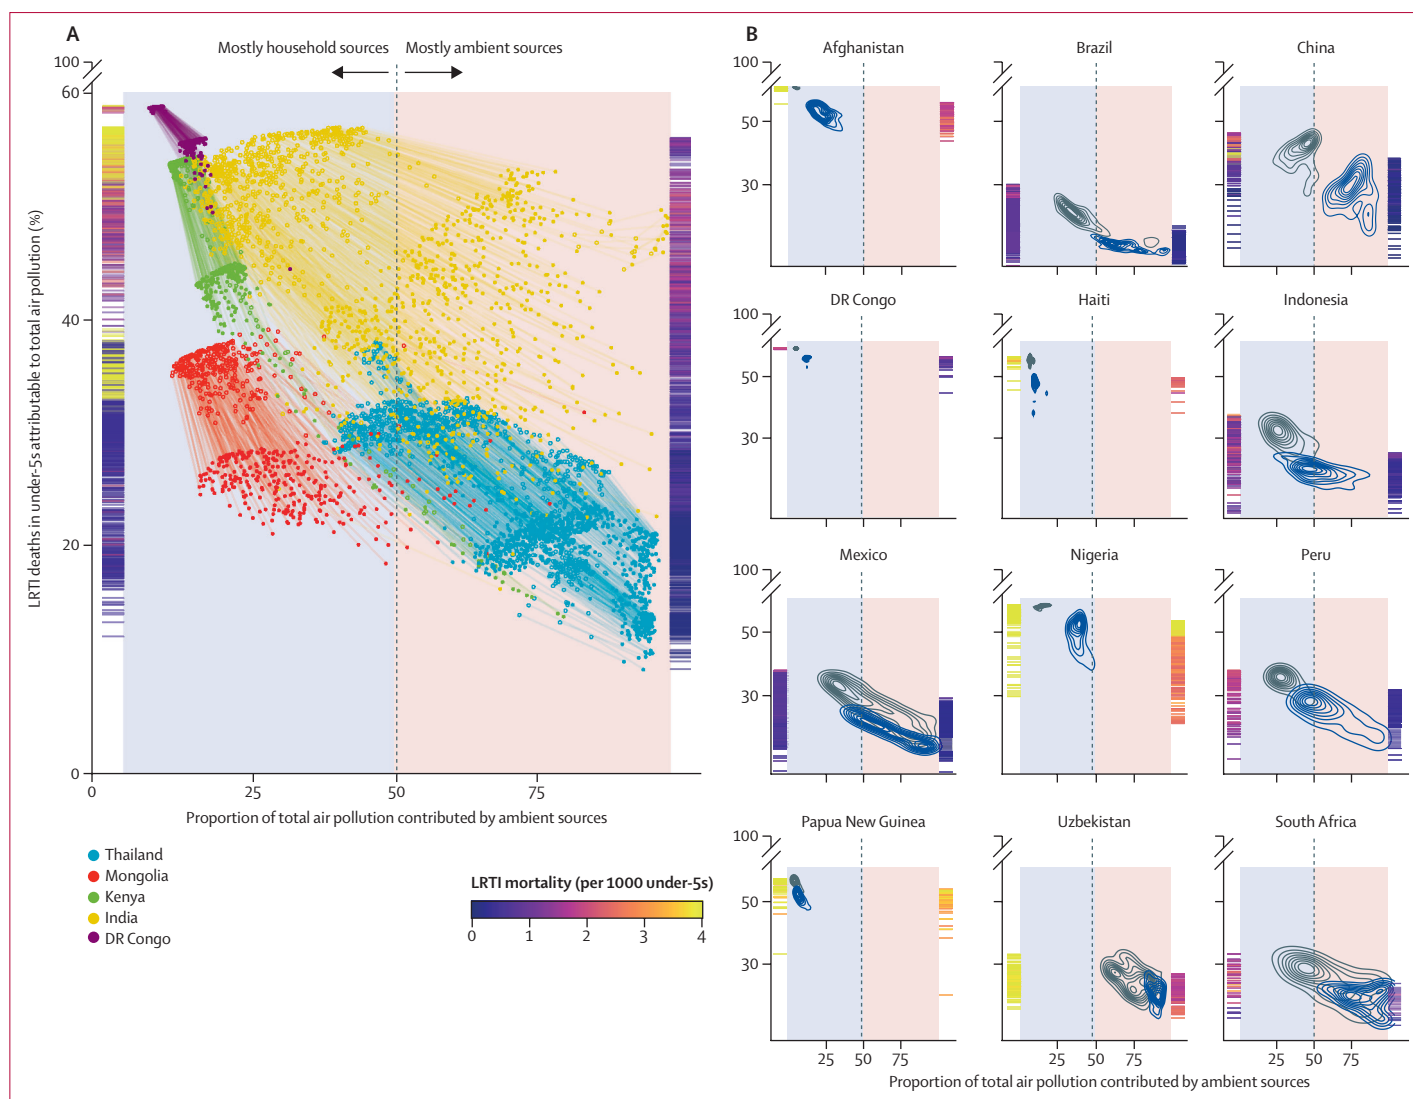 A
Mostly household sources
Mostly ambient sources
100
60
40
20
0
LRTI deaths in under-5s attributable to total air pollution (%)
0
25
50
75
Proportion of total air pollution contributed by ambient sources
Thailand
Mongolia
Kenya
India
DR Congo
LRTI mortality (per 1000 under-5s)
0
1
2
3
4
B
Afghanistan
Brazil
China
100
50
30
DR Congo
Haiti
Indonesia
100
50
30
Mexico
Nigeria
Peru
100
50
30
Papua New Guinea
Uzbekistan
South Africa
100
50
30
25
50
75
25
50
75
25
50
75
Proportion of total air pollution contributed by ambient sources